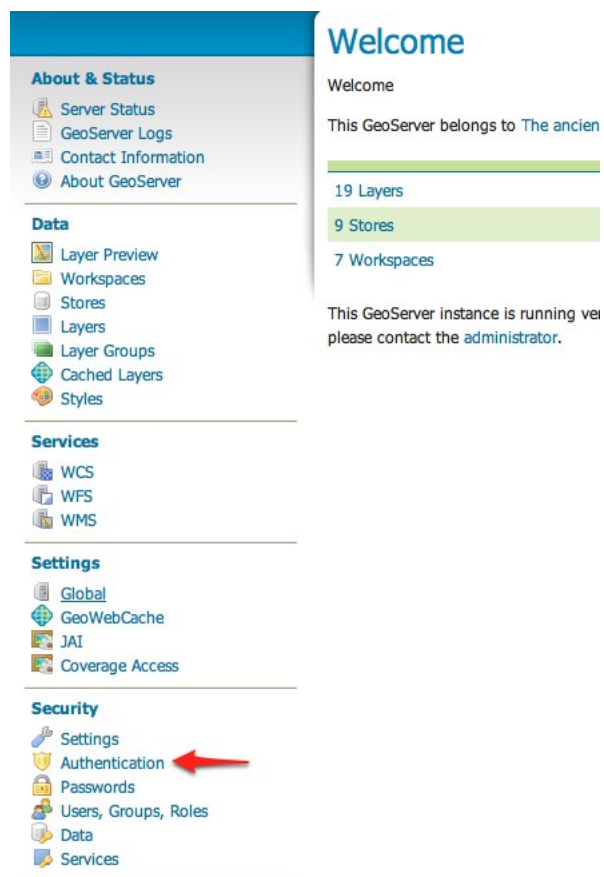 About & Status
Server Status
GeoServer Logs
Contact Information
About GeoServer
Data
Layer Preview
Workspaces
Stores
Layers
Layer Groups
Cached Layers
Styles
Services
WCS
WFS
WMS
Settings
Global
GeoWebCache
JAI
Coverage Access
Security
Settings
Authentication
Passwords
Users, Groups, Roles
Data
Services
Welcome
Welcome
This GeoServer belongs to The ancien
19 Layers
9 Stores
7 Workspaces
This GeoServer instance is running ver
please contact the administrator.